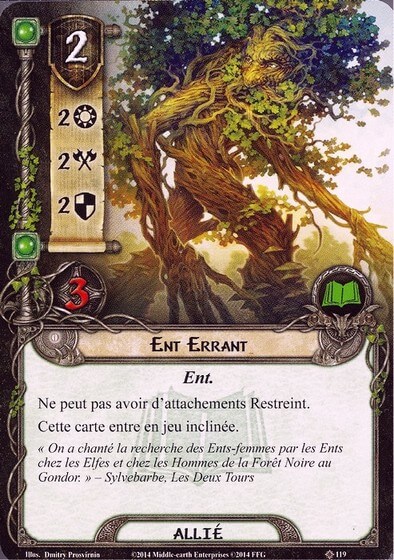 2
2
2
2
3
ENT ERRANT
Ent.
Ne peut pas avoir d'attachements Restreint.
Cette carte entre en jeu inclinée.
« On a chanté la recherche des Ents-femmes par les Ents
chez les Elfes et chez les Hommes de la Forêt Noire au
Gondor. » – Sylvebarbe, Les Deux Tours
ALLIÉ
Illus. Dmitry Prosvirnin ©2014 Middle-earth Enterprises ©2014 FFG 119